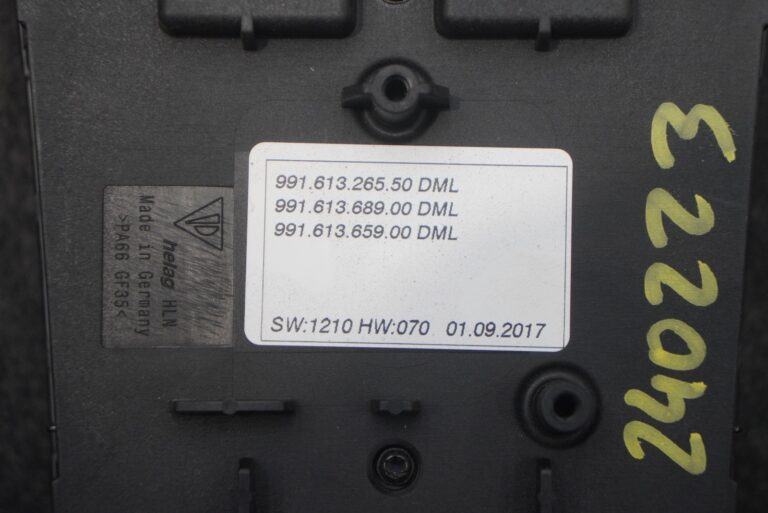 991.613.265.50 DML
991.613.689.00 DML
991.613.659.00 DML
SW:1210 HW:070 01.09.2017
helag HLN
Made in Germany
>PA66 GF35<